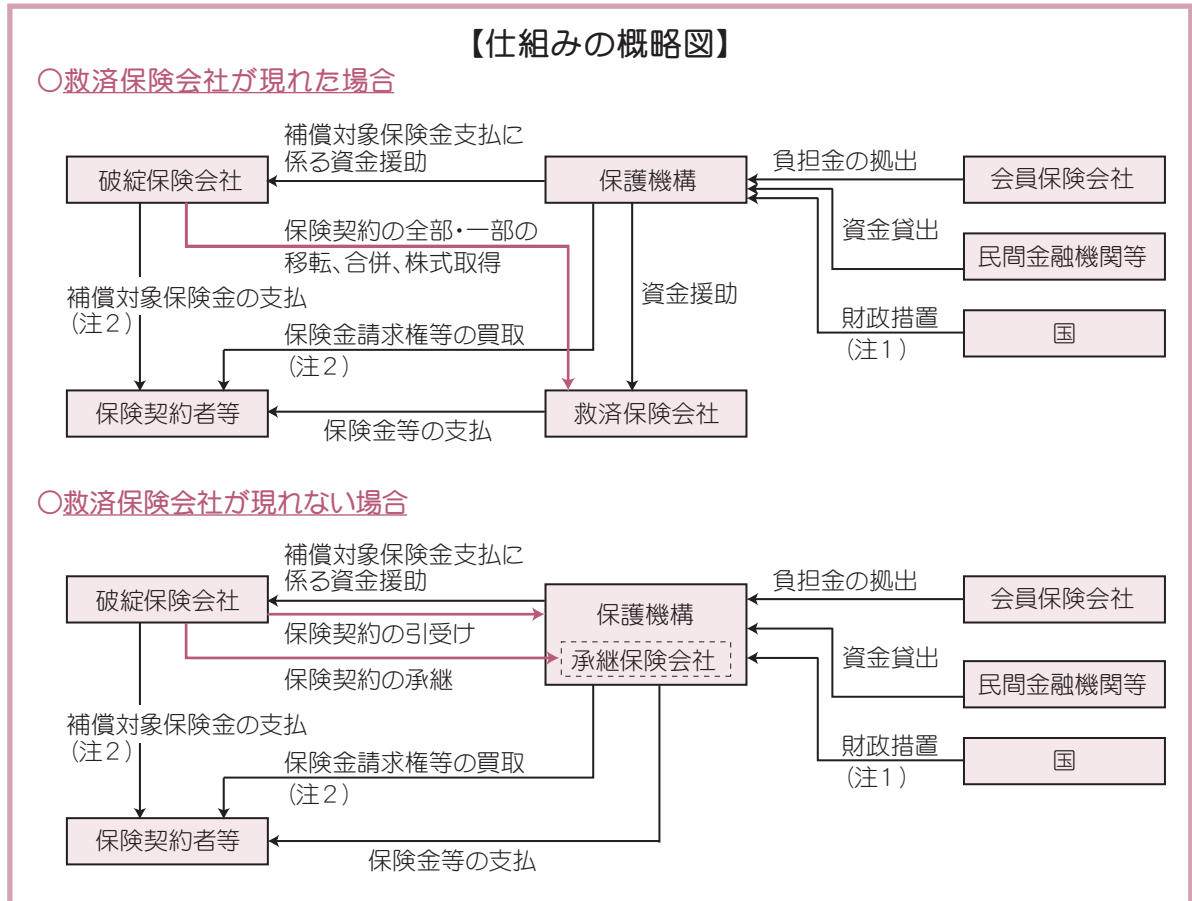 【仕組みの概略図】
○救済保険会社が現れた場合
補償対象保険金支払に
係る資金援助
負担金の拠出
破綻保険会社
保護機構
会員保険会社
保険契約の全部・一部の
移転、合併、株式取得
資金貸出
民間金融機関等
補償対象保険金の支払
(注2)
資金援助
保険金請求権等の買取
(注2)
財政措置
(注1)
国
保険契約者等
救済保険会社
保険金等の支払
○救済保険会社が現れない場合
補償対象保険金支払に
係る資金援助
負担金の拠出
破綻保険会社
保護機構
会員保険会社
保険契約の引受け
承継保険会社
保険契約の承継
資金貸出
民間金融機関等
補償対象保険金の支払
(注2)
保険金請求権等の買取
(注2)
財政措置
(注1)
国
保険契約者等
保険金等の支払